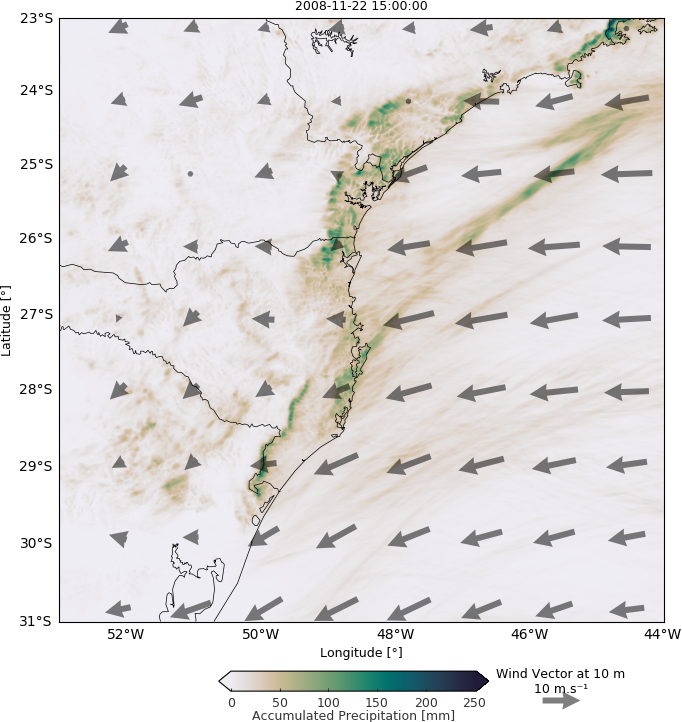 2008-11-22 15:00:00
23°S
24°S
25°S
26°S
27°S
28°S
29°S
30°S
31°S
Latitude [°]
52°W 50°W 48°W 46°W 44°W
Longitude [°]
Wind Vector at 10 m
10 m.s⁻¹
0 50 100 150 200 250
Accumulated Precipitation [mm]